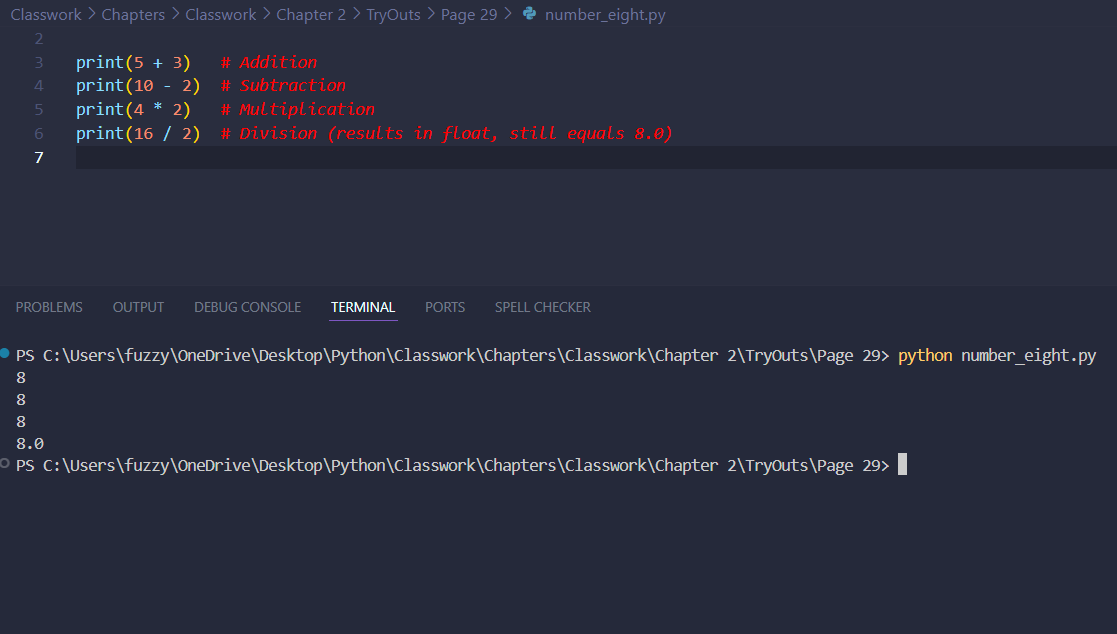 Classwork > Chapters > Classwork > Chapter 2 > TryOuts > Page 29 > number_eight.py
2
3 print(5 + 3)   # Addition
4 print(10 - 2)  # Subtraction
5 print(4 * 2)   # Multiplication
6 print(16 / 2)  # Division (results in float, still equals 8.0)
7
PROBLEMS OUTPUT DEBUG CONSOLE TERMINAL PORTS SPELL CHECKER
PS C:\Users\fuzzy\OneDrive\Desktop\Python\Classwork\Chapters\Classwork\Chapter 2\TryOuts\Page 29> python number_eight.py
8
8
8
8.0
PS C:\Users\fuzzy\OneDrive\Desktop\Python\Classwork\Chapters\Classwork\Chapter 2\TryOuts\Page 29>